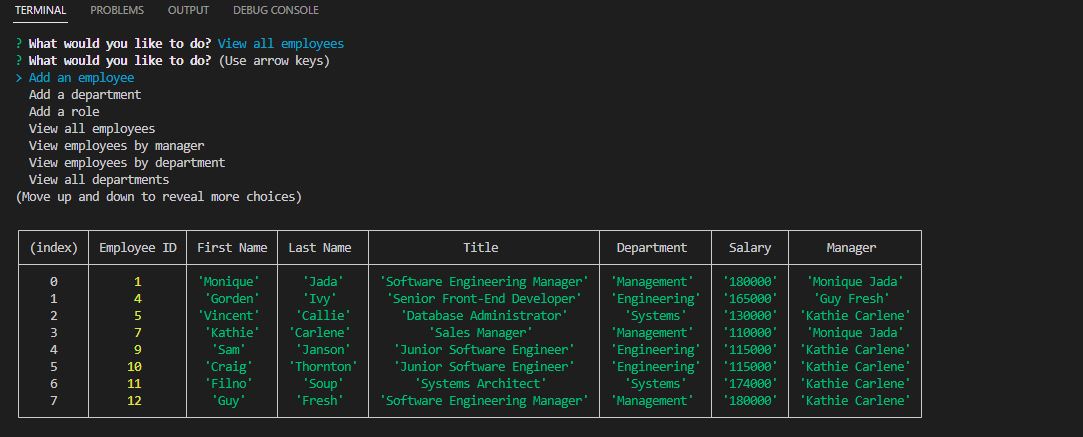 TERMINAL PROBLEMS OUTPUT DEBUG CONSOLE
? What would you like to do? View all employees
? What would you like to do? (Use arrow keys)
> Add an employee
Add a department
Add a role
View all employees
View employees by manager
View employees by department
View all departments
(Move up and down to reveal more choices)
(index) Employee ID First Name Last Name Title Department Salary Manager
0 1 'Monique' 'Jada' 'Software Engineering Manager' 'Management' '180000' 'Monique Jada'
1 4 'Gorden' 'Ivy' 'Senior Front-End Developer' 'Engineering' '165000' 'Guy Fresh'
2 5 'Vincent' 'Callie' 'Database Administrator' 'Systems' '130000' 'Kathie Carlene'
3 7 'Kathie' 'Carlene' 'Sales Manager' 'Management' '110000' 'Monique Jada'
4 9 'Sam' 'Janson' 'Junior Software Engineer' 'Engineering' '115000' 'Kathie Carlene'
5 10 'Craig' 'Thornton' 'Junior Software Engineer' 'Engineering' '115000' 'Kathie Carlene'
6 11 'Filno' 'Soup' 'Systems Architect' 'Systems' '174000' 'Kathie Carlene'
7 12 'Guy' 'Fresh' 'Software Engineering Manager' 'Management' '180000' 'Kathie Carlene'